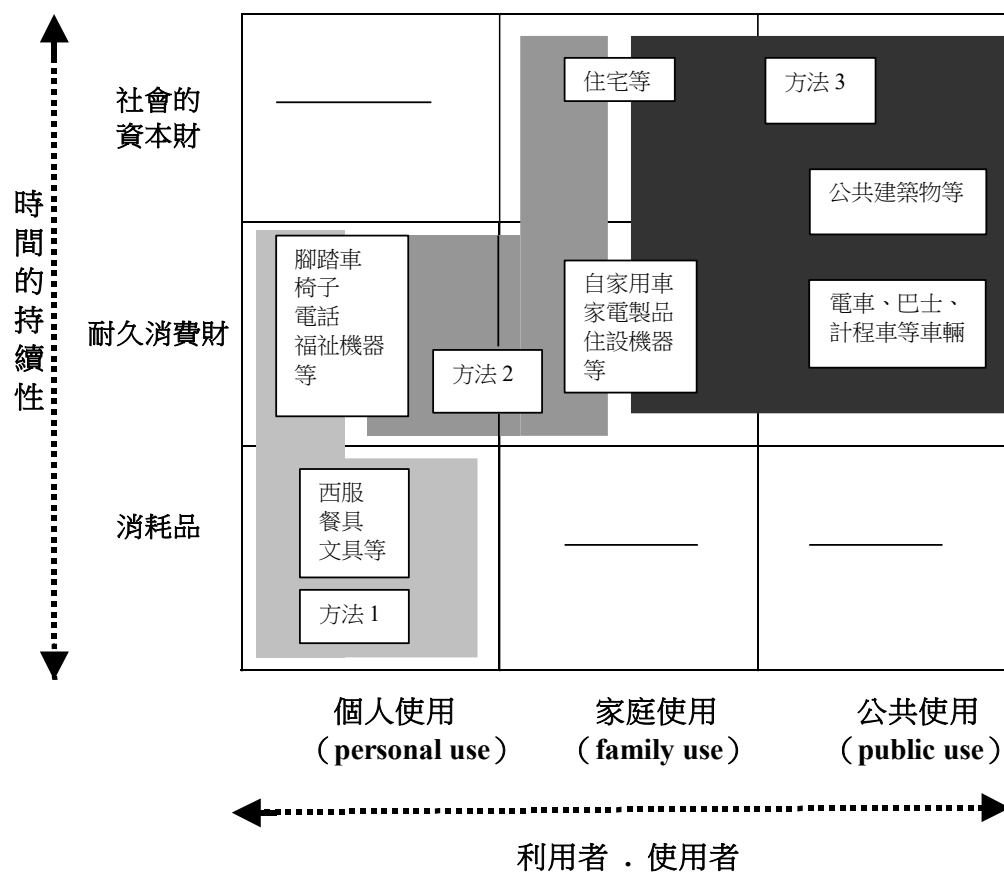 時
間
的
持
續
性
社會的
資本財
住宅等
方法 3
公共建築物等
耐久消費財
腳踏車
椅子
電話
福祉機器
等
方法 2
自家用車
家電製品
住設機器
等
電車、巴士、
計程車等車輛
消耗品
西服
餐具
文具等
方法 1
個人使用
（personal use）
家庭使用
（family use）
公共使用
（public use）
利用者．使用者